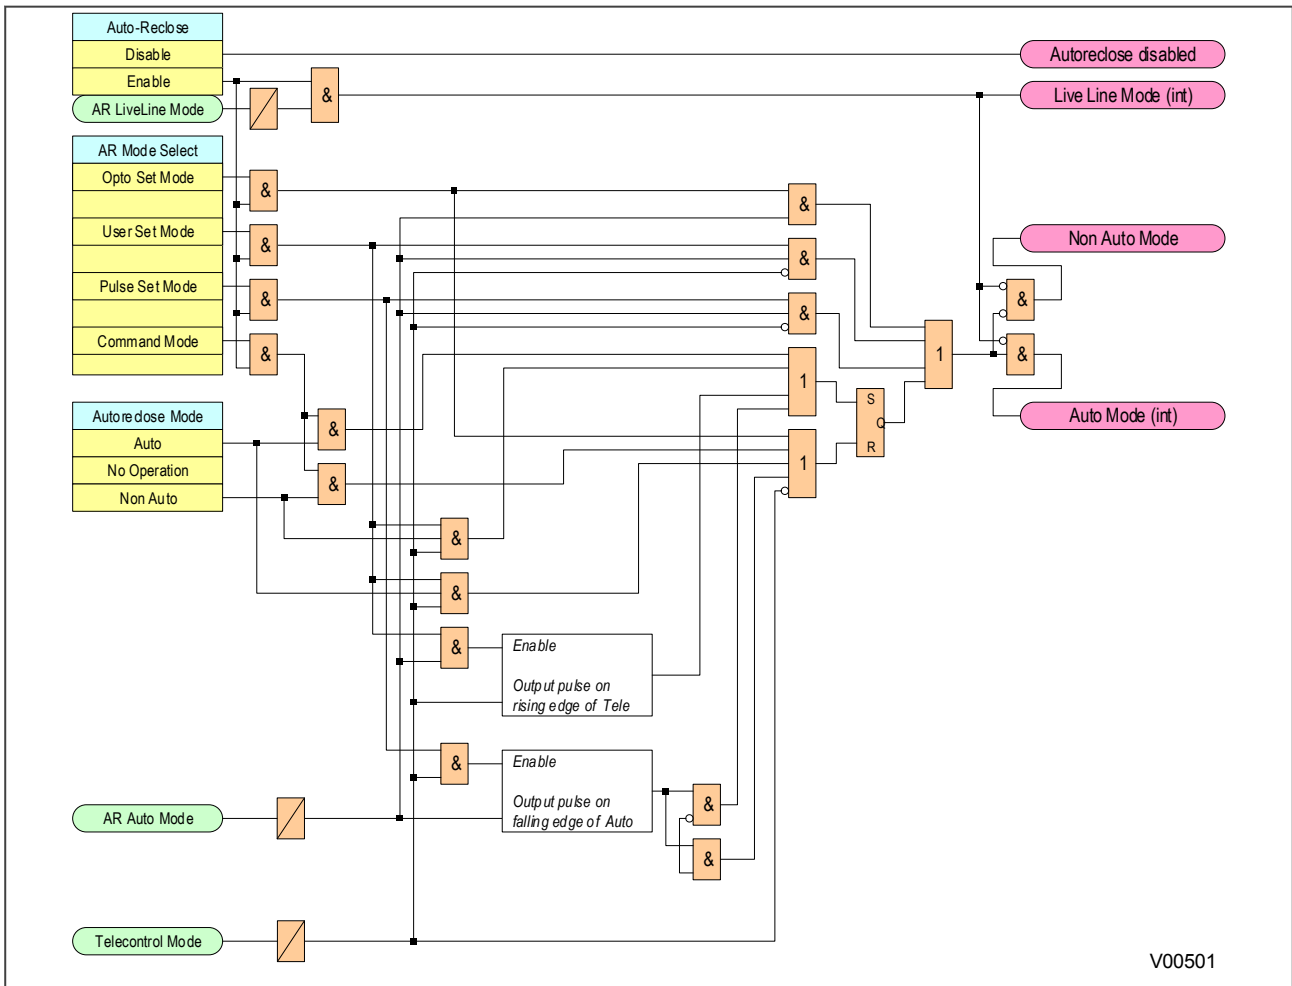 Auto-Reclose
Disable
Autoreclose disabled
Enable
&
AR LiveLine Mode
Live Line Mode (int)
AR Mode Select
Opto Set Mode
&
&
User Set Mode
&
&
Non Auto Mode
Pulse Set Mode
&
&
&
Command Mode
&
1
1
&
Autoreclose Mode
S
Q
R
Auto Mode (int)
Auto
&
No Operation
1
Non Auto
&
&
&
&
Enable
Output pulse on
rising edge of Tele
&
Enable
Output pulse on
falling edge of Auto
&
AR Auto Mode
&
Telecontrol Mode
V00501